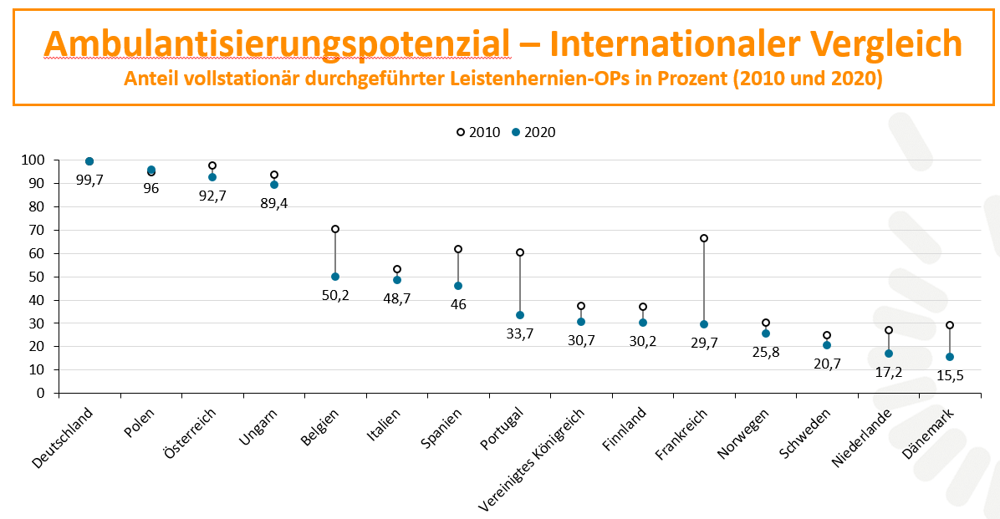 Ambulantisierungspotenzial – Internationaler Vergleich
Anteil vollstationär durchgeführter Leistenhernien-OPs in Prozent (2010 und 2020)
2010 2020
100
90
80
70
60
50
40
30
20
10
0
99,7
96
92,7
89,4
50,2
48,7
46
33,7
30,7
30,2
29,7
25,8
20,7
17,2
15,5
Deutschland
Polen
Österreich
Ungarn
Belgien
Italien
Spanien
Portugal
Vereinigtes Königreich
Finnland
Frankreich
Norwegen
Schweden
Niederlande
Dänemark